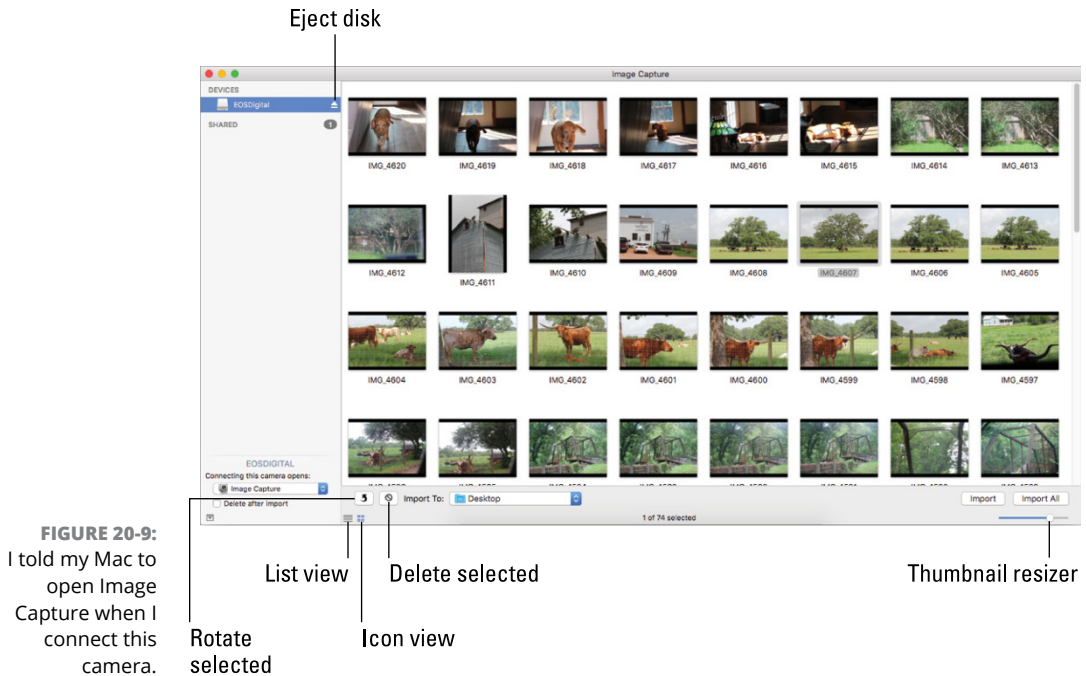 Eject disk
Image Capture
DEVICES
EOSDigital
SHARED
1
IMG_4620
IMG_4619
IMG_4618
IMG_4617
IMG_4616
IMG_4615
IMG_4614
IMG_4613
IMG_4612
IMG_4611
IMG_4610
IMG_4609
IMG_4608
IMG_4607
IMG_4606
IMG_4605
IMG_4604
IMG_4603
IMG_4602
IMG_4601
IMG_4600
IMG_4599
IMG_4598
IMG_4597
EOSDIGITAL
Connecting this camera opens:
Image Capture
Delete after import
Import To:
Desktop
Import
Import All
1 of 74 selected
List view
Delete selected
Thumbnail resizer
Rotate
selected
Icon view
FIGURE 20-9:
I told my Mac to
open Image
Capture when I
connect this
camera.